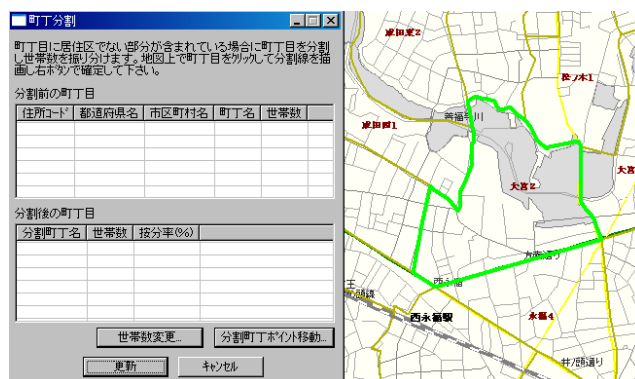 町丁分割
町丁目に居住区でない部分が含まれている場合に町丁目を分割
し世帯数を振り分けます。地図上で町丁目をクリックして分割線を描
画し右ボタンで確定して下さい。
分割前の町丁目
住所コード 都道府県名 市区町村名 町丁名 世帯数
分割後の町丁目
分割町丁名 世帯数 按分率(%)
世帯数変更... 分割町丁ポイント移動...
更新 キャンセル
成田東2
松ノ木1
善福寺川
成田西1
大宮2
大宮
方南通り
西永福
西永福駅
永福4
井ノ頭通り